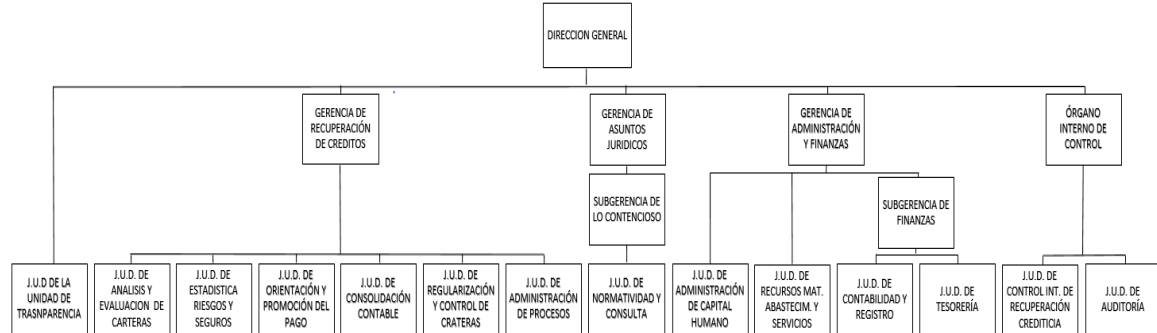 DIRECCION GENERAL
GERENCIA DE
RECUPERACIÓN
DE CREDITOS
GERENCIA DE
ASUNTOS
JURIDICOS
GERENCIA DE
ADMINISTRACIÓN
Y FINANZAS
ÓRGANO
INTERNO DE
CONTROL
SUBGERENCIA DE
LO CONTENCIOSO
SUBGERENCIA DE
FINANZAS
J.U.D DE LA
UNIDAD DE
TRASNPARENCIA
J.U.D. DE
ANALISIS Y
EVALUACION DE
CARTERAS
J.U.D. DE
ESTADISTICA
RIESGOS Y
SEGUROS
J.U.D. DE
ORIENTACIÓN Y
PROMOCIÓN DEL
PAGO
J.U.D. DE
CONSOLIDACIÓN
CONTABLE
J.U.D. DE
REGULARIZACIÓN
Y CONTROL DE
CRATERAS
J.U.D. DE
ADMINISTRACIÓN
DE PROCESOS
J.U.D. DE
NORMATIVIDAD Y
CONSULTA
J.U.D. DE
ADMINISTRACIÓN
DE CAPITAL
HUMANO
J.U.D. DE
RECURSOS MAT.
ABASTECIM. Y
SERVICIOS
J.U.D. DE
CONTABILIDAD Y
REGISTRO
J.U.D. DE
TESORERÍA
J.U.D. DE
CONTROL INT. DE
RECUPERACIÓN
CREDITICIA
J.U.D. DE
AUDITORÍA